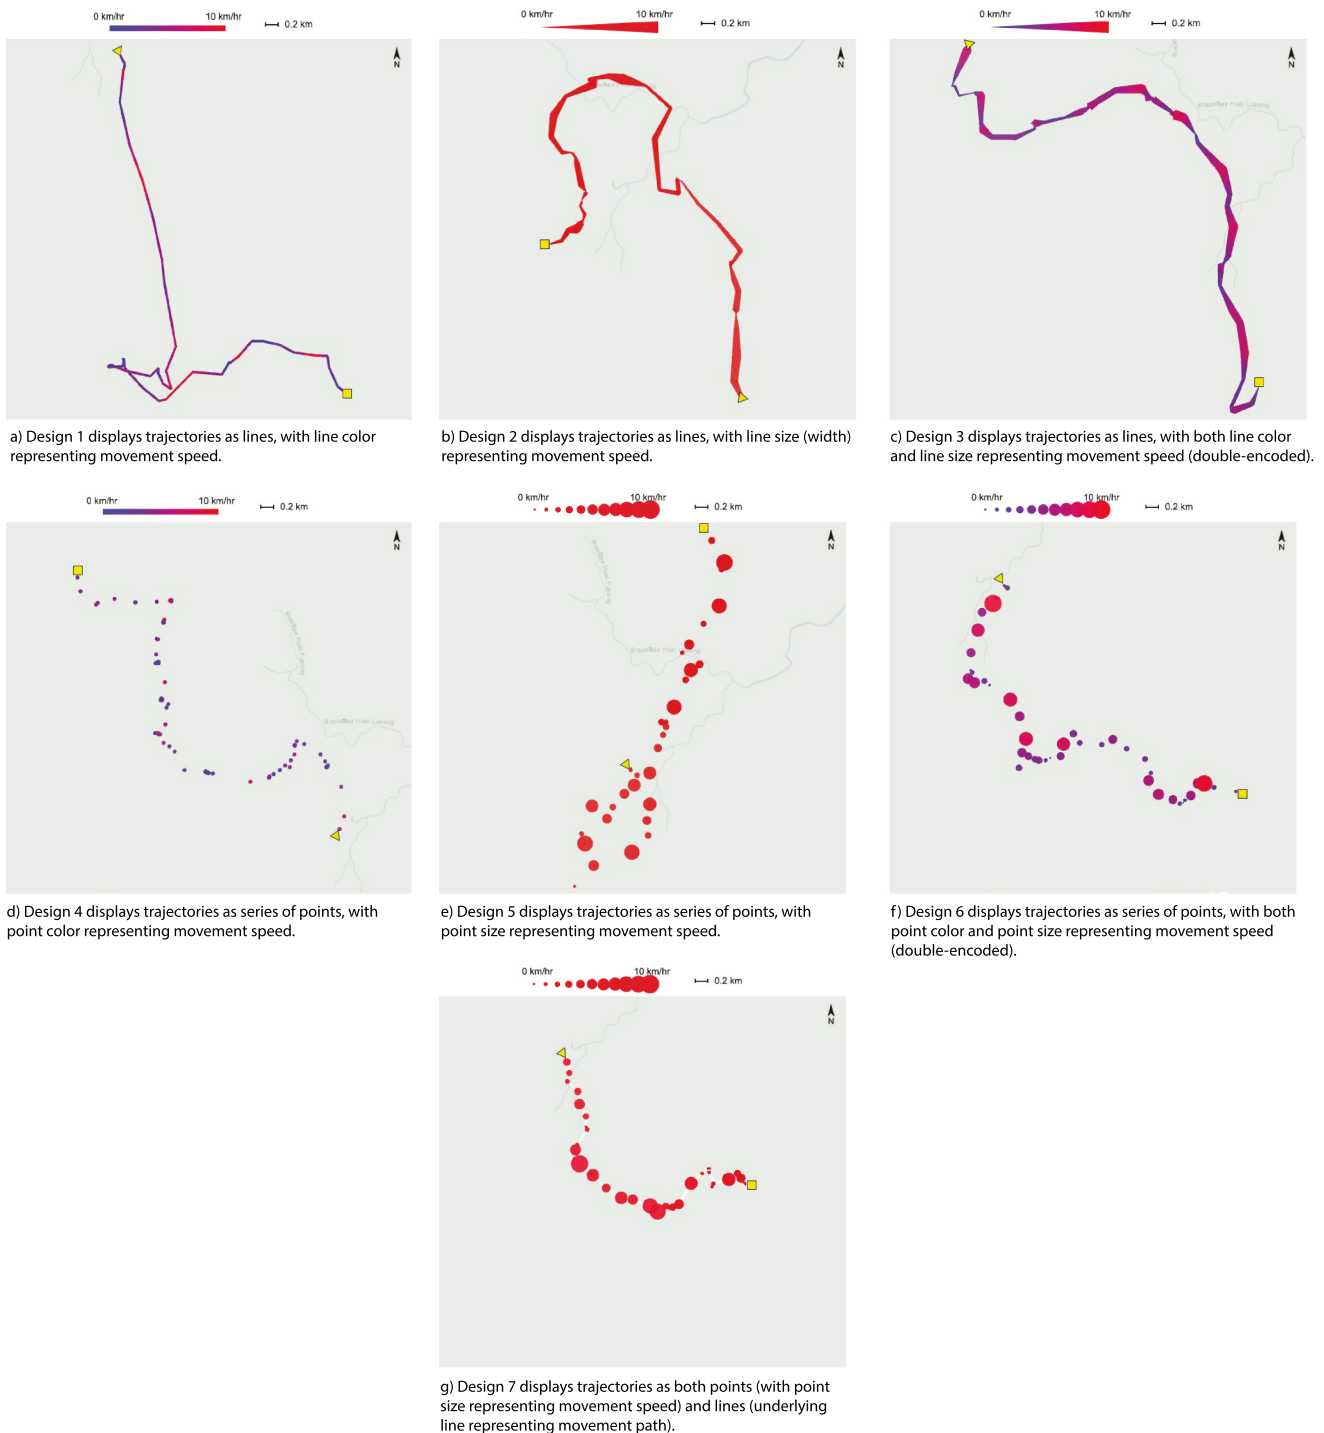 0 km/hr 10 km/hr 0.2 km
N
a) Design 1 displays trajectories as lines, with line color
representing movement speed.
0 km/hr 10 km/hr 0.2 km
N
b) Design 2 displays trajectories as lines, with line size (width)
representing movement speed.
0 km/hr 10 km/hr 0.2 km
N
c) Design 3 displays trajectories as lines, with both line color
and line size representing movement speed (double-encoded).
0 km/hr 10 km/hr 0.2 km
N
d) Design 4 displays trajectories as series of points, with
point color representing movement speed.
0 km/hr 10 km/hr 0.2 km
N
e) Design 5 displays trajectories as series of points, with
point size representing movement speed.
0 km/hr 10 km/hr 0.2 km
N
f) Design 6 displays trajectories as series of points, with both
point color and point size representing movement speed
(double-encoded).
0 km/hr 10 km/hr 0.2 km
N
g) Design 7 displays trajectories as both points (with point
size representing movement speed) and lines (underlying
line representing movement path).